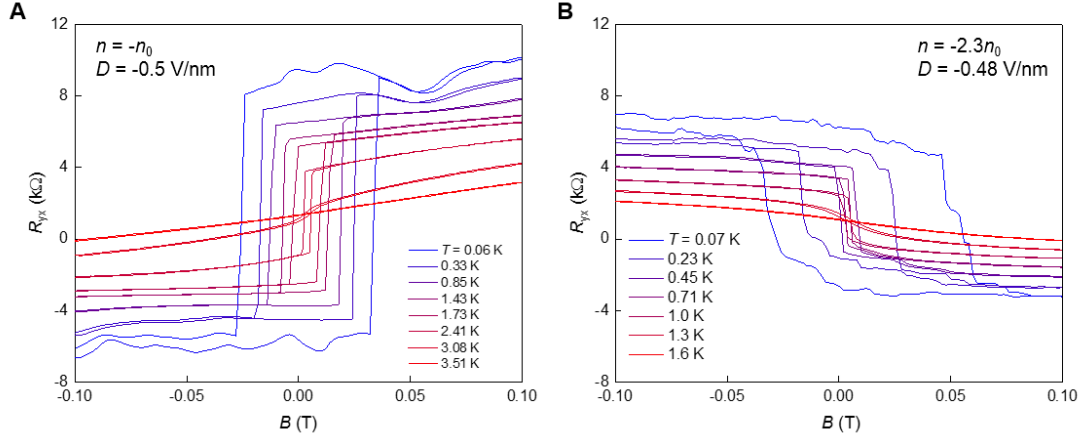 A
n = -n₀
D = -0.5 V/nm
12
8
4
0
-4
-8
Ryx (kΩ)
T = 0.06 K
0.33 K
0.85 K
1.43 K
1.73 K
2.41 K
3.08 K
3.51 K
-0.10
-0.05
0.00
0.05
0.10
B (T)
B
n = -2.3n₀
D = -0.48 V/nm
12
8
4
0
-4
-8
Ryx (kΩ)
T = 0.07 K
0.23 K
0.45 K
0.71 K
1.0 K
1.3 K
1.6 K
-0.10
-0.05
0.00
0.05
0.10
B (T)